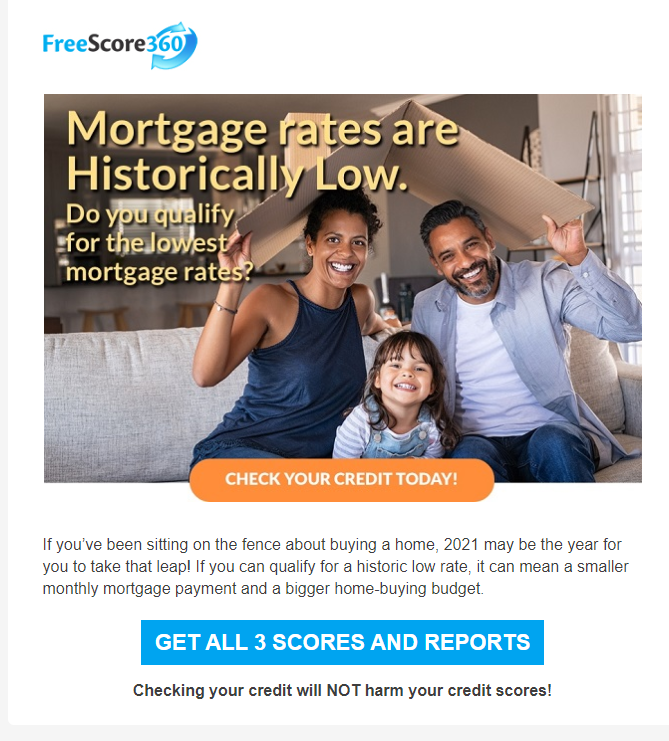 FreeScore360
Mortgage rates are
Historically Low.
Do you qualify
for the lowest
mortgage rates?
CHECK YOUR CREDIT TODAY!
If you’ve been sitting on the fence about buying a home, 2021 may be the year for
you to take that leap! If you can qualify for a historic low rate, it can mean a smaller
monthly mortgage payment and a bigger home-buying budget.
GET ALL 3 SCORES AND REPORTS
Checking your credit will NOT harm your credit scores!